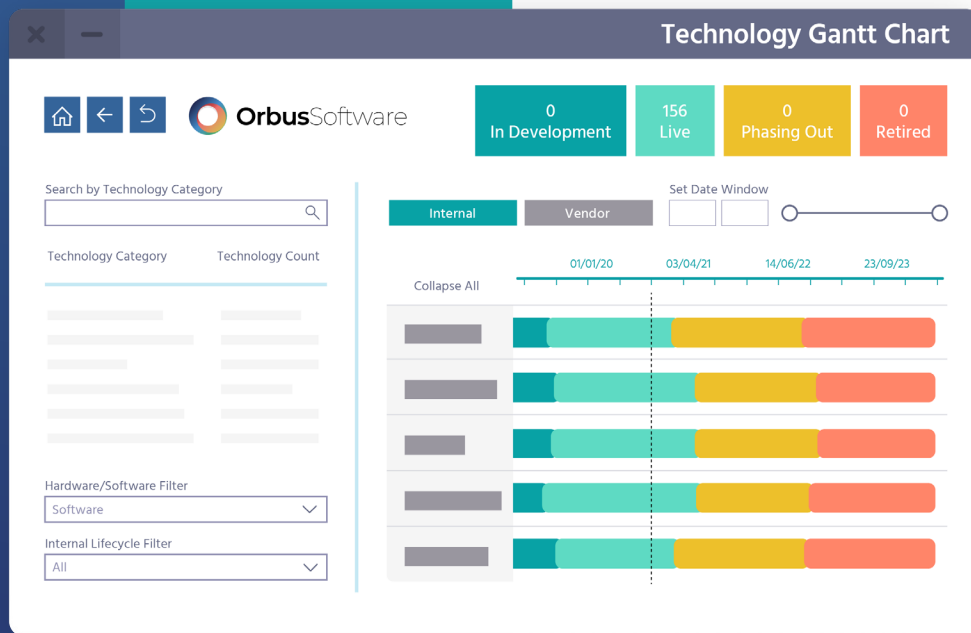 Technology Gantt Chart
OrbusSoftware
0
In Development
156
Live
0
Phasing Out
0
Retired
Search by Technology Category
Technology Category
Technology Count
Hardware/Software Filter
Software
Internal Lifecycle Filter
All
Internal
Vendor
Set Date Window
01/01/20
03/04/21
14/06/22
23/09/23
Collapse All